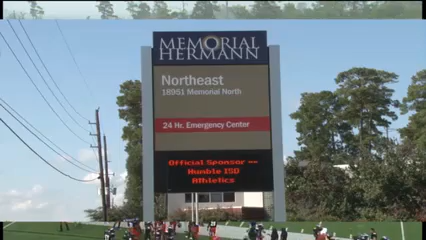 MEMORIAL
HERMANN
Northeast
18951 Memorial North
24 Hr. Emergency Center
Official Sponsor --
Humble ISD
Athletics